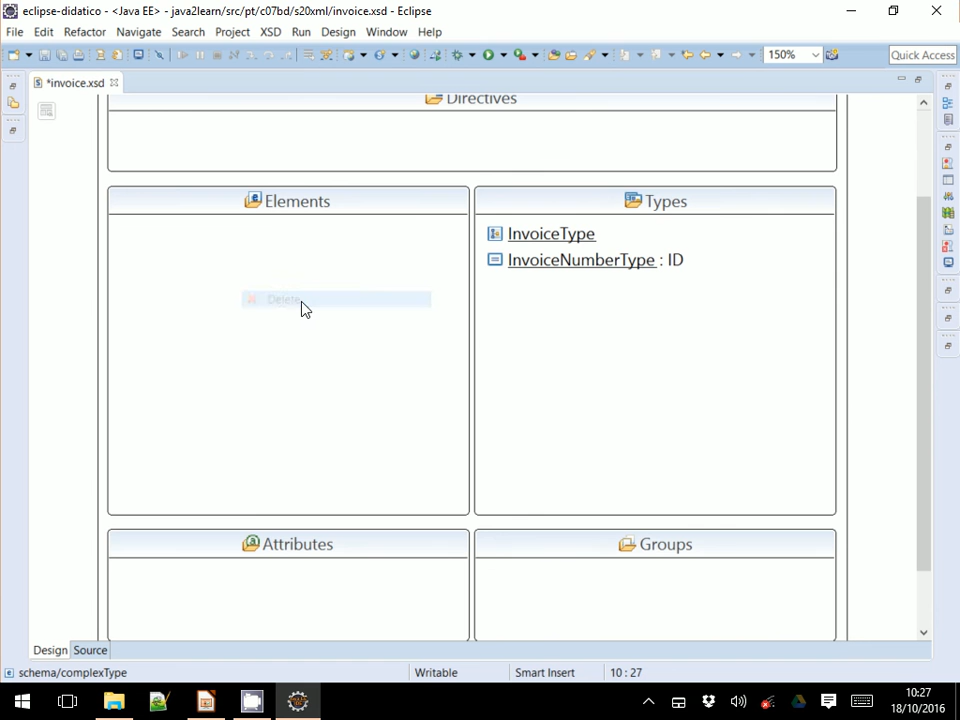 eclipse-didatico - <Java EE> - java2learn/src/pt/c07bd/s20xml/invoice.xsd - Eclipse
File Edit Refactor Navigate Search Project XSD Run Design Window Help
150% Quick Access
*invoice.xsd
Directives
Elements Types
InvoiceType
InvoiceNumberType : ID
Delete
Attributes Groups
Design Source
schema/complexType Writable Smart Insert 10 : 27
10:27
18/10/2016